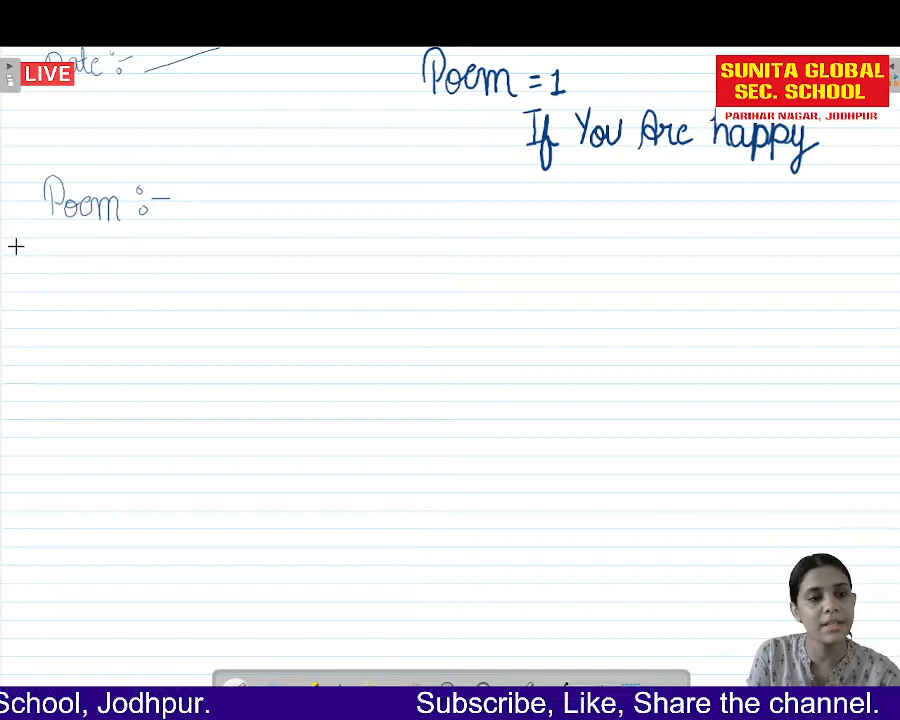 Date :-
LIVE
Poem = 1
SUNITA GLOBAL
SEC. SCHOOL
PARIHAR NAGAR, JODHPUR
If You Are happy
Poem :-
School, Jodhpur.
Subscribe, Like, Share the channel.